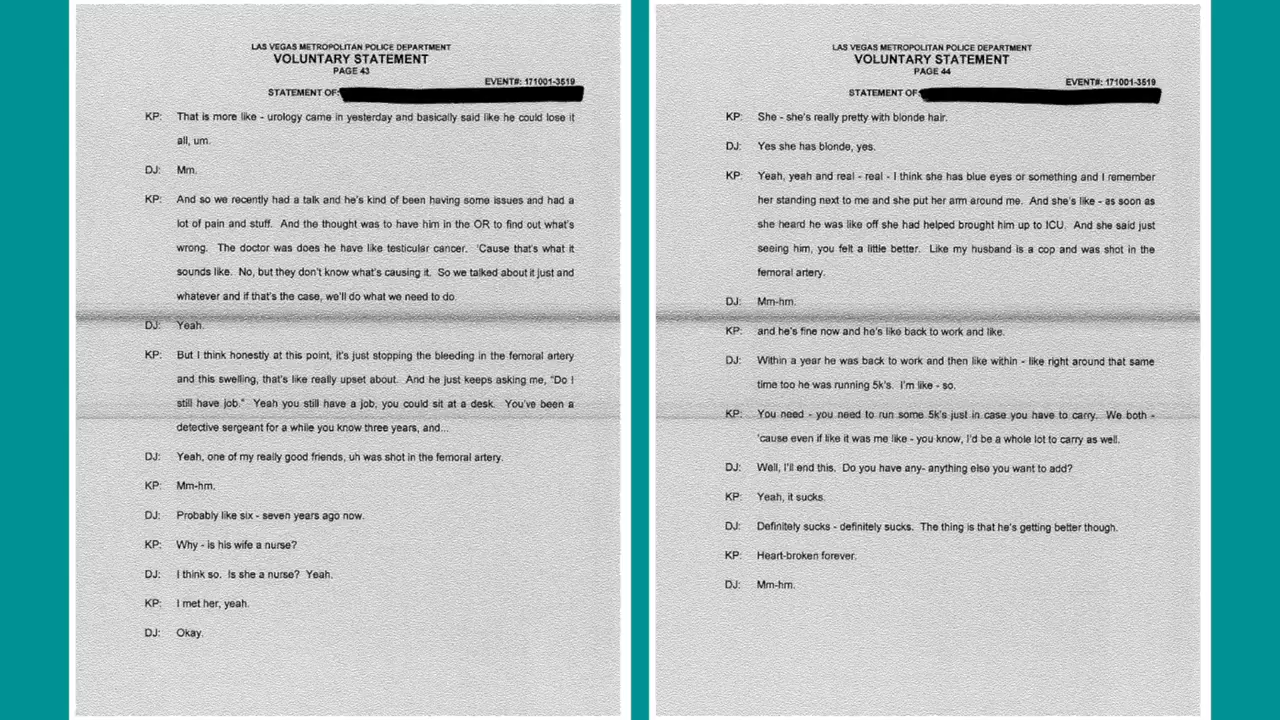 LAS VEGAS METROPOLITAN POLICE DEPARTMENT
VOLUNTARY STATEMENT
PAGE 43
EVENT#: 171001-3519
STATEMENT OF:
KP: That is more like - urology came in yesterday and basically said like he could lose it
all, um.
DJ: Mm.
KP: And so we recently had a talk and he's kind of been having some issues and had a
lot of pain and stuff. And the thought was to have him in the OR to find out what's
wrong. The doctor was does he have like testicular cancer. 'Cause that's what it
sounds like. No, but they don't know what's causing it. So we talked about it just and
whatever and if that's the case, we'll do what we need to do.
DJ: Yeah.
KP: But I think honestly at this point, it's just stopping the bleeding in the femoral artery
and this swelling, that's like really upset about. And he just keeps asking me, "Do I
still have job." Yeah you still have a job, you could sit at a desk. You've been a
detective sergeant for a while you know three years, and...
DJ: Yeah, one of my really good friends, uh was shot in the femoral artery.
KP: Mm-hm.
DJ: Probably like six - seven years ago now.
KP: Why - is his wife a nurse?
DJ: I think so. Is she a nurse? Yeah.
KP: I met her, yeah.
DJ: Okay.
LAS VEGAS METROPOLITAN POLICE DEPARTMENT
VOLUNTARY STATEMENT
PAGE 44
EVENT#: 171001-3519
STATEMENT OF:
KP: She - she's really pretty with blonde hair.
DJ: Yes she has blonde, yes.
KP: Yeah, yeah and real - real - I think she has blue eyes or something and I remember
her standing next to me and she put her arm around me. And she's like - as soon as
she heard he was like off she had helped brought him up to ICU. And she said just
seeing him, you felt a little better. Like my husband is a cop and was shot in the
femoral artery.
DJ: Mm-hm.
KP: and he's fine now and he's like back to work and like.
DJ: Within a year he was back to work and then like within - like right around that same
time too he was running 5k's. I'm like - so.
KP: You need - you need to run some 5k's just in case you have to carry. We both -
'cause even if like it was me like - you know, I'd be a whole lot to carry as well.
DJ: Well, I'll end this. Do you have any- anything else you want to add?
KP: Yeah, it sucks.
DJ: Definitely sucks - definitely sucks. The thing is that he's getting better though.
KP: Heart-broken forever.
DJ: Mm-hm.